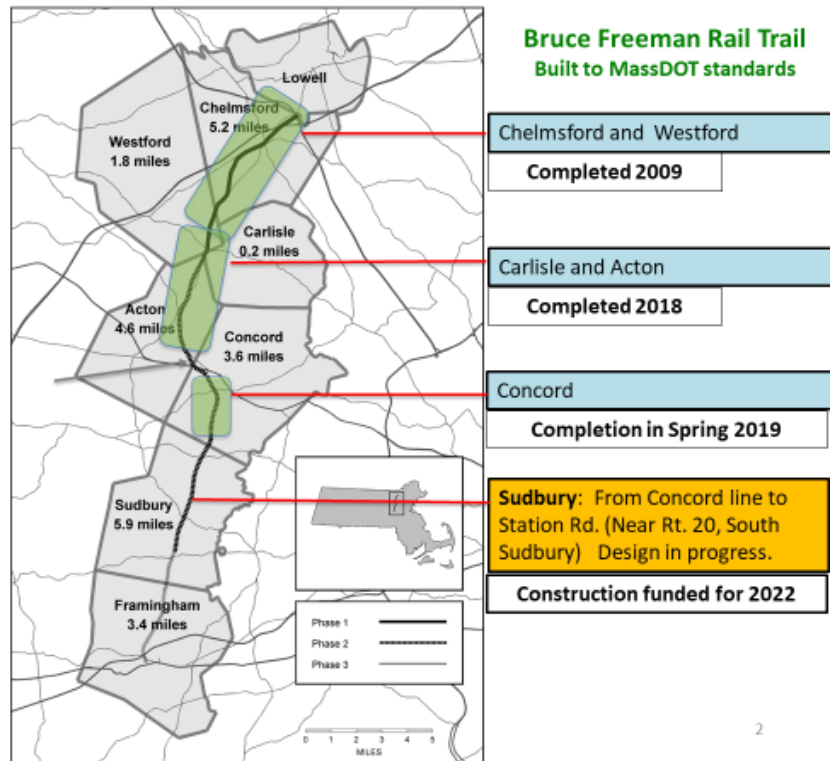 Bruce Freeman Rail Trail
Built to MassDOT standards
Lowell
Chelmsford
5.2 miles
Westford
1.8 miles
Carlisle
0.2 miles
Acton
4.6 miles
Concord
3.6 miles
Sudbury
5.9 miles
Framingham
3.4 miles
Phase 1
Phase 2
Phase 3
0 1 2 3 4 5
MILES
Chelmsford and Westford
Completed 2009
Carlisle and Acton
Completed 2018
Concord
Completion in Spring 2019
Sudbury: From Concord line to
Station Rd. (Near Rt. 20, South
Sudbury) Design in progress.
Construction funded for 2022
2